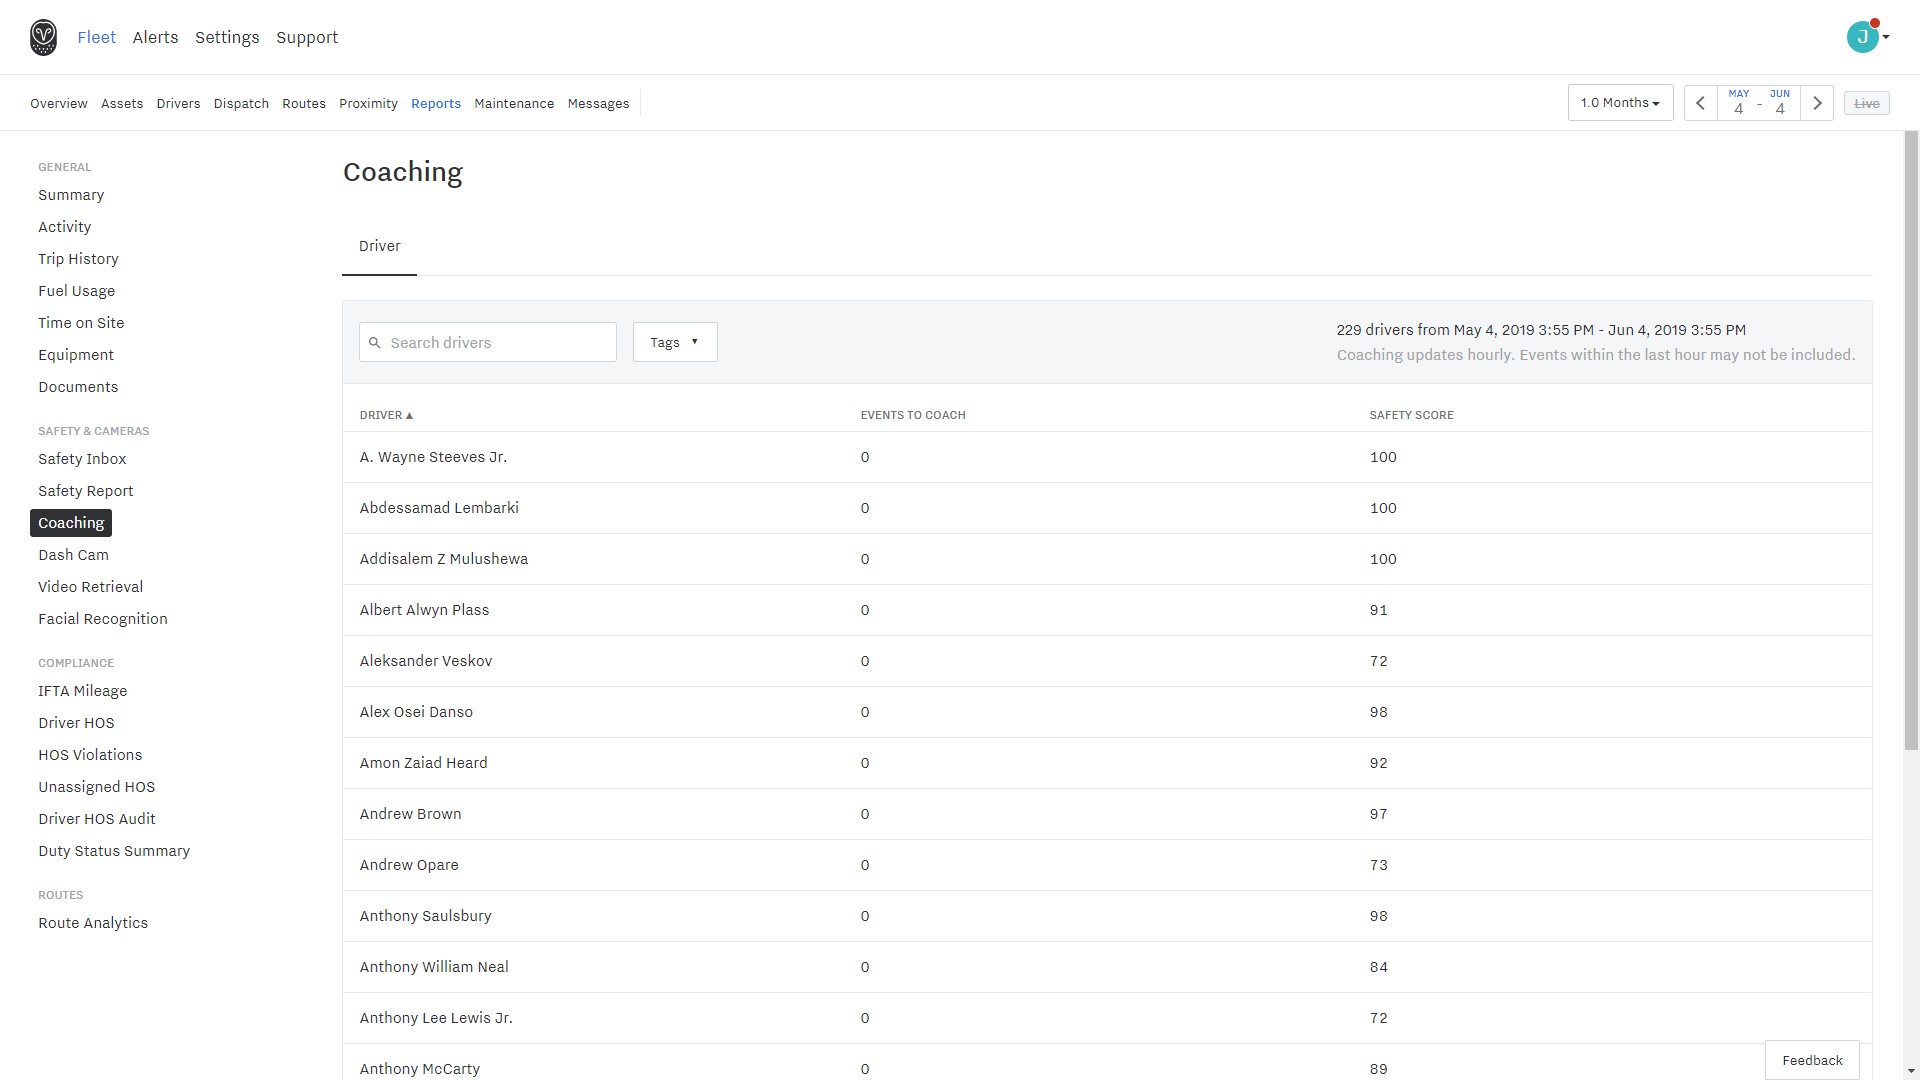 Fleet Alerts Settings Support
J
Overview Assets Drivers Dispatch Routes Proximity Reports Maintenance Messages
1.0 Months
MAY 4 - JUN 4
Live
GENERAL
Summary
Activity
Trip History
Fuel Usage
Time on Site
Equipment
Documents
SAFETY & CAMERAS
Safety Inbox
Safety Report
Coaching
Dash Cam
Video Retrieval
Facial Recognition
COMPLIANCE
IFTA Mileage
Driver HOS
HOS Violations
Unassigned HOS
Driver HOS Audit
Duty Status Summary
ROUTES
Route Analytics
Coaching
Driver
Search drivers
Tags
229 drivers from May 4, 2019 3:55 PM - Jun 4, 2019 3:55 PM
Coaching updates hourly. Events within the last hour may not be included.
DRIVER EVENTS TO COACH SAFETY SCORE
A. Wayne Steeves Jr. 0 100
Abdessamad Lembarki 0 100
Addisalem Z Mulushewa 0 100
Albert Alwyn Plass 0 91
Aleksander Veskov 0 72
Alex Osei Danso 0 98
Amon Zaiad Heard 0 92
Andrew Brown 0 97
Andrew Opare 0 73
Anthony Saulsbury 0 98
Anthony William Neal 0 84
Anthony Lee Lewis Jr. 0 72
Anthony McCarty 0 89
Feedback